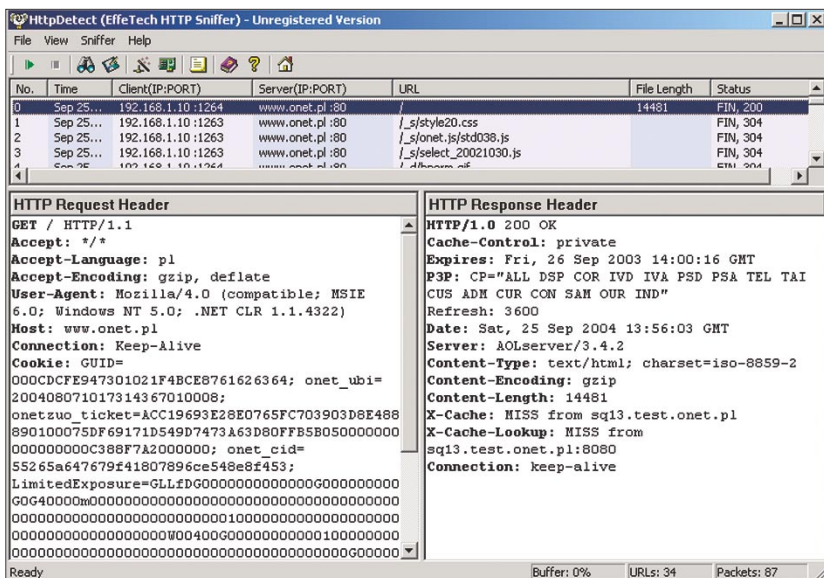 HttpDetect (EffeTech HTTP Sniffer) - Unregistered Version
File View Sniffer Help
No. Time Client(IP:PORT) Server(IP:PORT) URL File Length Status
0 Sep 25... 192.168.1.10 :1264 www.onet.pl :80 / 14481 FIN, 200
1 Sep 25... 192.168.1.10 :1263 www.onet.pl :80 /_s/style20.css FIN, 304
2 Sep 25... 192.168.1.10 :1263 www.onet.pl :80 /_s/onet.js/std038.js FIN, 304
3 Sep 25... 192.168.1.10 :1263 www.onet.pl :80 /_s/select_20021030.js FIN, 304
HTTP Request Header
GET / HTTP/1.1
Accept: */*
Accept-Language: pl
Accept-Encoding: gzip, deflate
User-Agent: Mozilla/4.0 (compatible; MSIE
6.0; Windows NT 5.0; .NET CLR 1.1.4322)
Host: www.onet.pl
Connection: Keep-Alive
Cookie: GUID=
000CDCFE947301021F4BCE8761626364; onet_ubi=
200408071017314367010008;
onetzuo_ticket=ACC19693E28E0765FC703903D8E488
890100075DF69171D549D7473A63D80FFB5B050000000
000000000C388F7A2000000; onet_cid=
55265a647679f41807896ce548e8f453;
HTTP Response Header
HTTP/1.0 200 OK
Cache-Control: private
Expires: Fri, 26 Sep 2003 14:00:16 GMT
P3P: CP="ALL DSP COR IVD IVA PSD PSA TEL TAI
CUS ADM CUR CON SAM OUR IND"
Refresh: 3600
Date: Sat, 25 Sep 2004 13:56:03 GMT
Server: AOLserver/3.4.2
Content-Type: text/html; charset=iso-8859-2
Content-Encoding: gzip
Content-Length: 14481
X-Cache: MISS from sq13.test.onet.pl
X-Cache-Lookup: MISS from
sq13.test.onet.pl:8080
Connection: keep-alive
Ready Buffer: 0% URLs: 34 Packets: 87